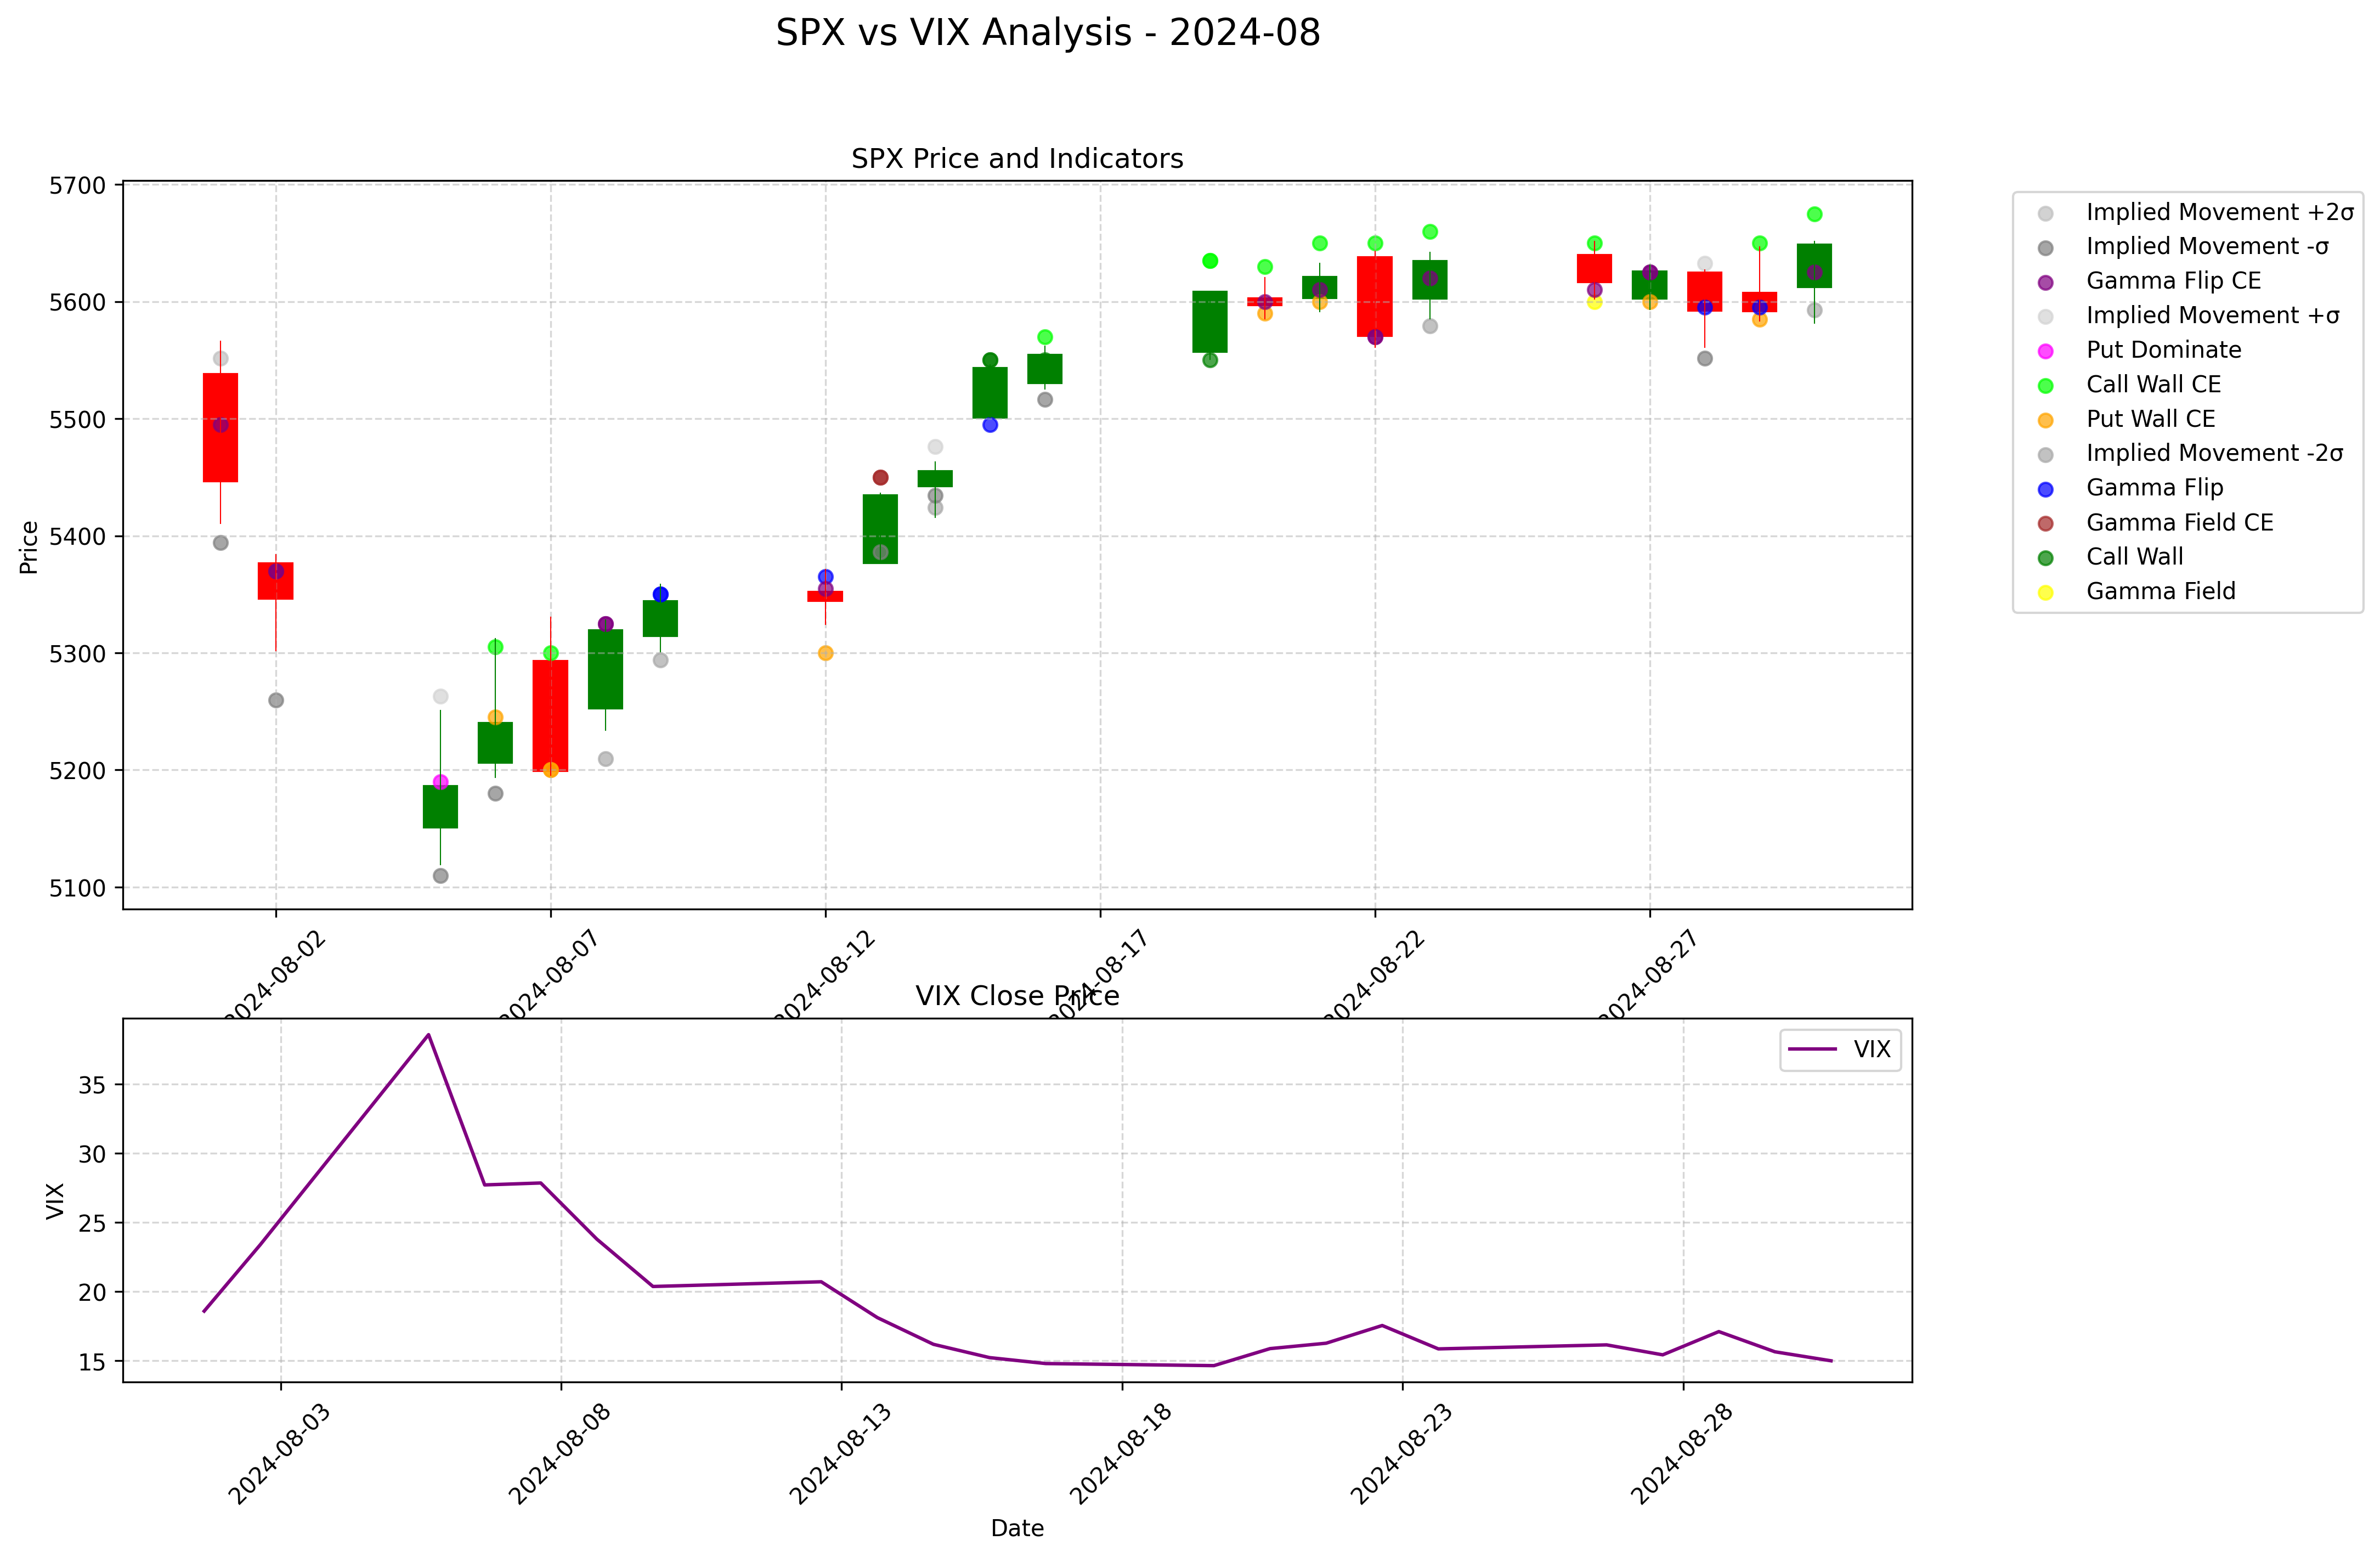 SPX vs VIX Analysis - 2024-08
SPX Price and Indicators
Price
5700
5600
5500
5400
5300
5200
5100
2024-08-02
2024-08-07
2024-08-12
2024-08-17
2024-08-22
2024-08-27
Implied Movement +2σ
Implied Movement -σ
Gamma Flip CE
Implied Movement +σ
Put Dominate
Call Wall CE
Put Wall CE
Implied Movement -2σ
Gamma Flip
Gamma Field CE
Call Wall
Gamma Field
VIX Close Price
VIX
35
30
25
20
15
VIX
2024-08-03
2024-08-08
2024-08-13
2024-08-18
2024-08-23
2024-08-28
Date